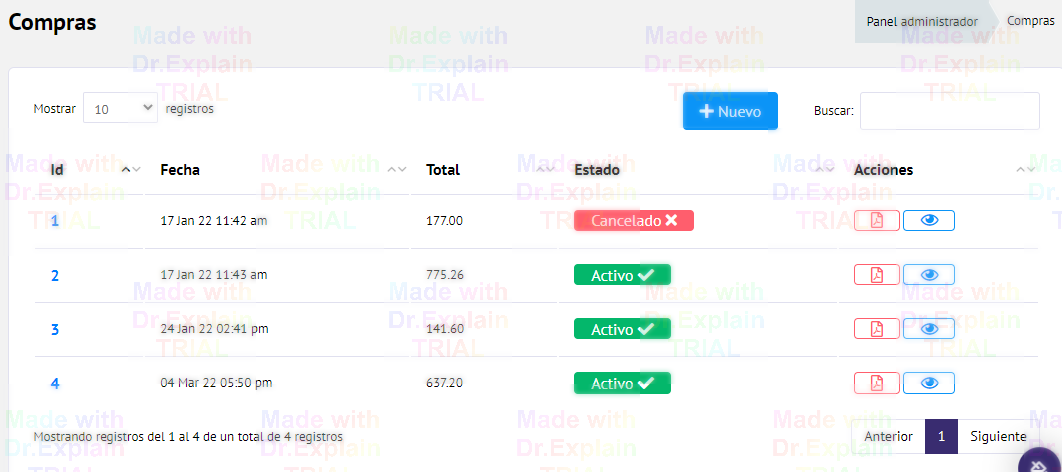 Compras
Panel administrador
Compras
Mostrar 10 registros
Nuevo
Buscar:
Id Fecha Total Estado Acciones
1 17 Jan 22 11:42 am 177.00 Cancelado
2 17 Jan 22 11:43 am 775.26 Activo
3 24 Jan 22 02:41 pm 141.60 Activo
4 04 Mar 22 05:50 pm 637.20 Activo
Mostrando registros del 1 al 4 de un total de 4 registros
Anterior 1 Siguiente
Made with
Dr.Explain
TRIAL